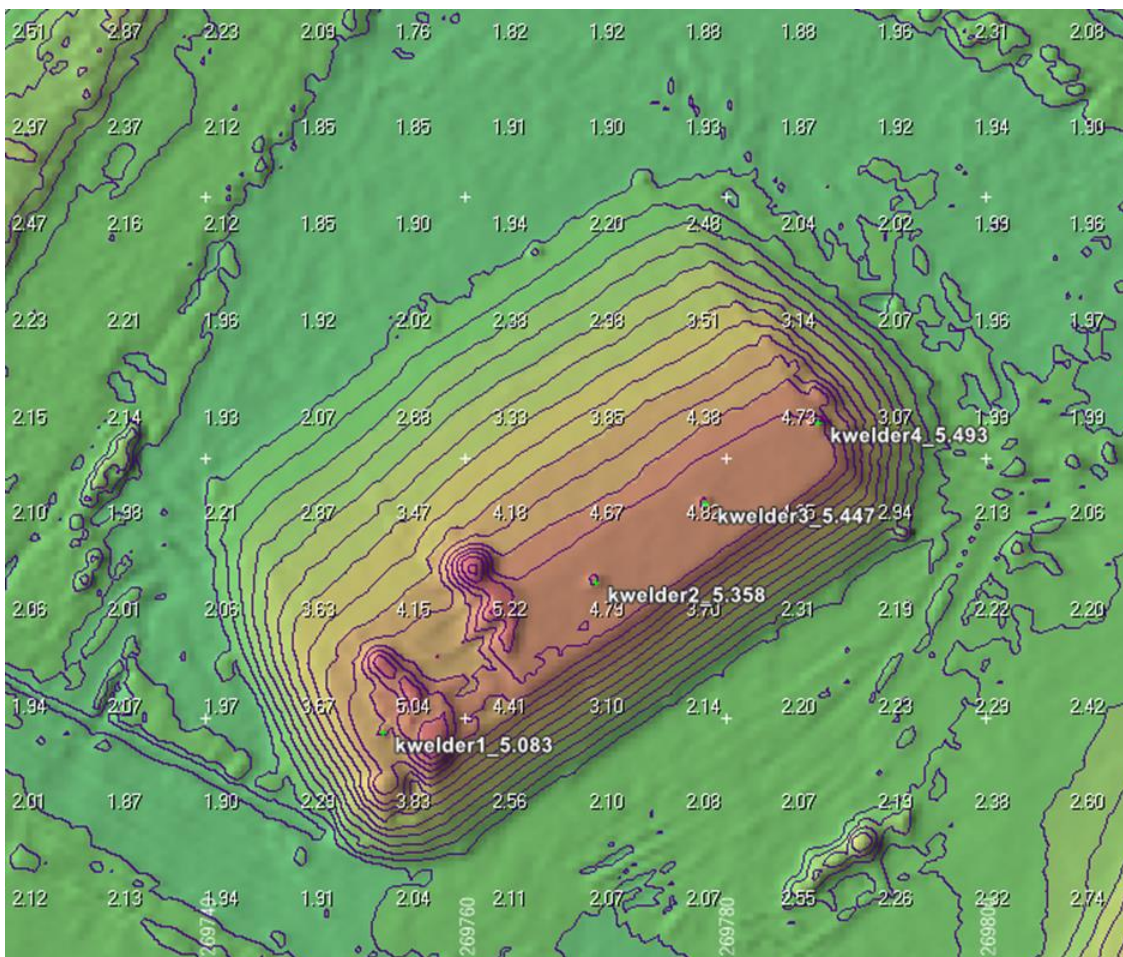 2.51 2.87 2.23 2.09 1.76 1.82 1.92 1.88 1.88 1.96 2.31 2.08
2.97 2.37 2.12 1.85 1.85 1.91 1.90 1.93 1.87 1.92 1.94 1.90
2.47 2.16 2.12 1.85 1.90 1.94 2.20 2.48 2.04 2.02 1.99 1.96
2.23 2.21 1.96 1.92 2.02 2.38 2.98 3.51 3.14 2.07 1.96 1.97
2.15 2.14 1.93 2.07 2.68 3.33 3.85 4.38 4.73 3.07 1.99 1.99
kwelder4_5.493
2.10 1.98 2.21 2.87 3.47 4.18 4.67 2.94 2.13 2.06
kwelder3_5.447
kwelder2_5.358
2.06 2.01 2.06 3.63 4.15 5.22 4.79 3.70 2.31 2.19 2.22 2.20
1.94 2.07 1.97 3.67 5.04 4.41 3.10 2.14 2.20 2.23 2.29 2.42
kwelder1_5.083
2.01 1.87 1.90 2.23 3.83 2.56 2.10 2.08 2.07 2.13 2.38 2.60
2.12 2.13 1.94 1.91 2.04 2.11 2.07 2.07 2.55 2.26 2.32 2.74
269740 269760 269780 269800